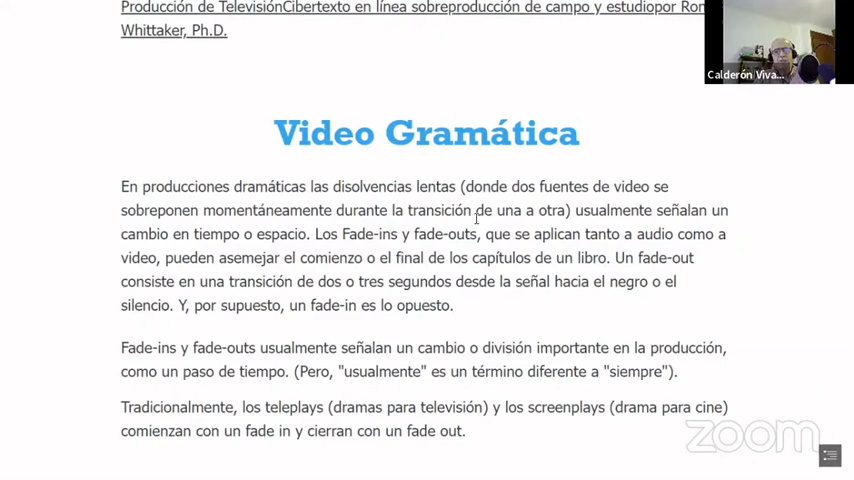 Producción de TelevisiónCibertexto en línea sobreproducción de campo y estudiopor Ron
Whittaker, Ph.D.
Calderón Viva...
Video Gramática
En producciones dramáticas las disolvencias lentas (donde dos fuentes de video se
sobreponen momentáneamente durante la transición de una a otra) usualmente señalan un
cambio en tiempo o espacio. Los Fade-ins y fade-outs, que se aplican tanto a audio como a
video, pueden asemejar el comienzo o el final de los capítulos de un libro. Un fade-out
consiste en una transición de dos o tres segundos desde la señal hacia el negro o el
silencio. Y, por supuesto, un fade-in es lo opuesto.
Fade-ins y fade-outs usualmente señalan un cambio o división importante en la producción,
como un paso de tiempo. (Pero, "usualmente" es un término diferente a "siempre").
Tradicionalmente, los teleplays (dramas para televisión) y los screenplays (drama para cine)
comienzan con un fade in y cierran con un fade out.
zoom